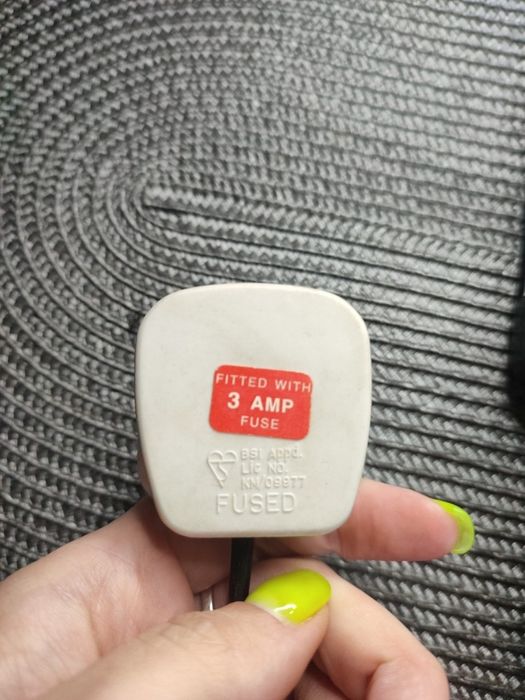 FITTED WITH
3 AMP
FUSE
BSI Appd.
Lic No.
KM 09877
FUSED